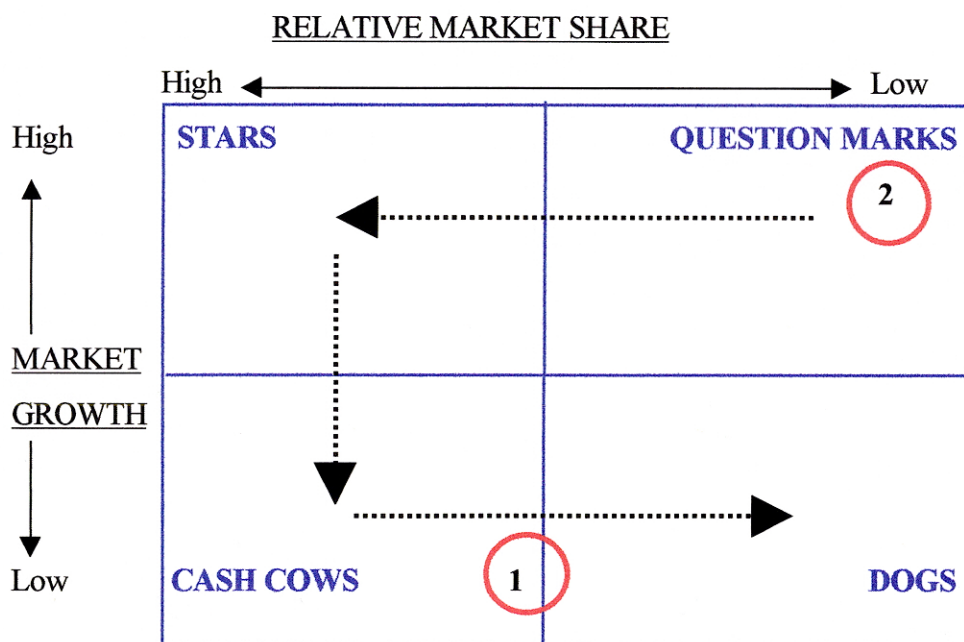 RELATIVE MARKET SHARE
High Low
High
STARS QUESTION MARKS
2
MARKET
GROWTH
Low
CASH COWS 1 DOGS